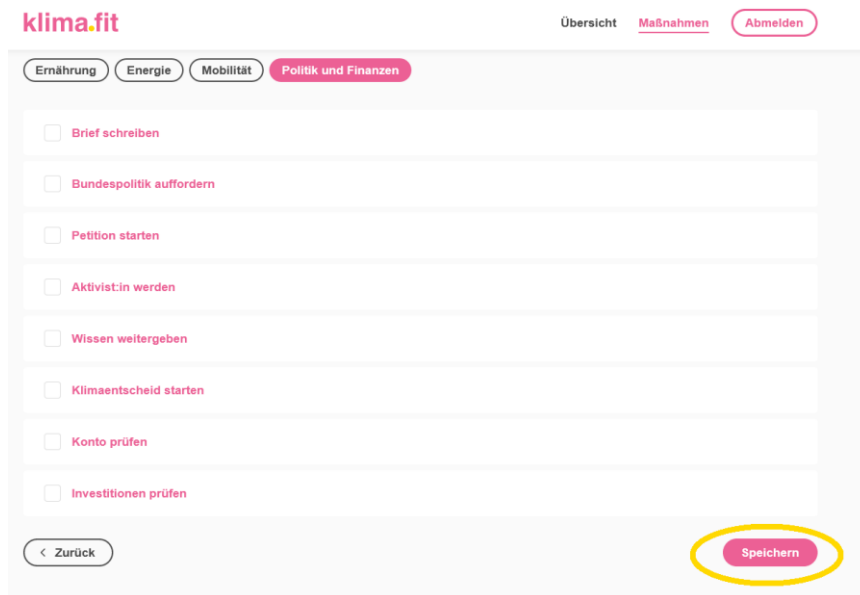 klima.fit
Übersicht Maßnahmen Abmelden
Ernährung Energie Mobilität Politik und Finanzen
Brief schreiben
Bundespolitik auffordern
Petition starten
Aktivist:in werden
Wissen weitergeben
Klimaentscheid starten
Konto prüfen
Investitionen prüfen
< Zurück Speichern